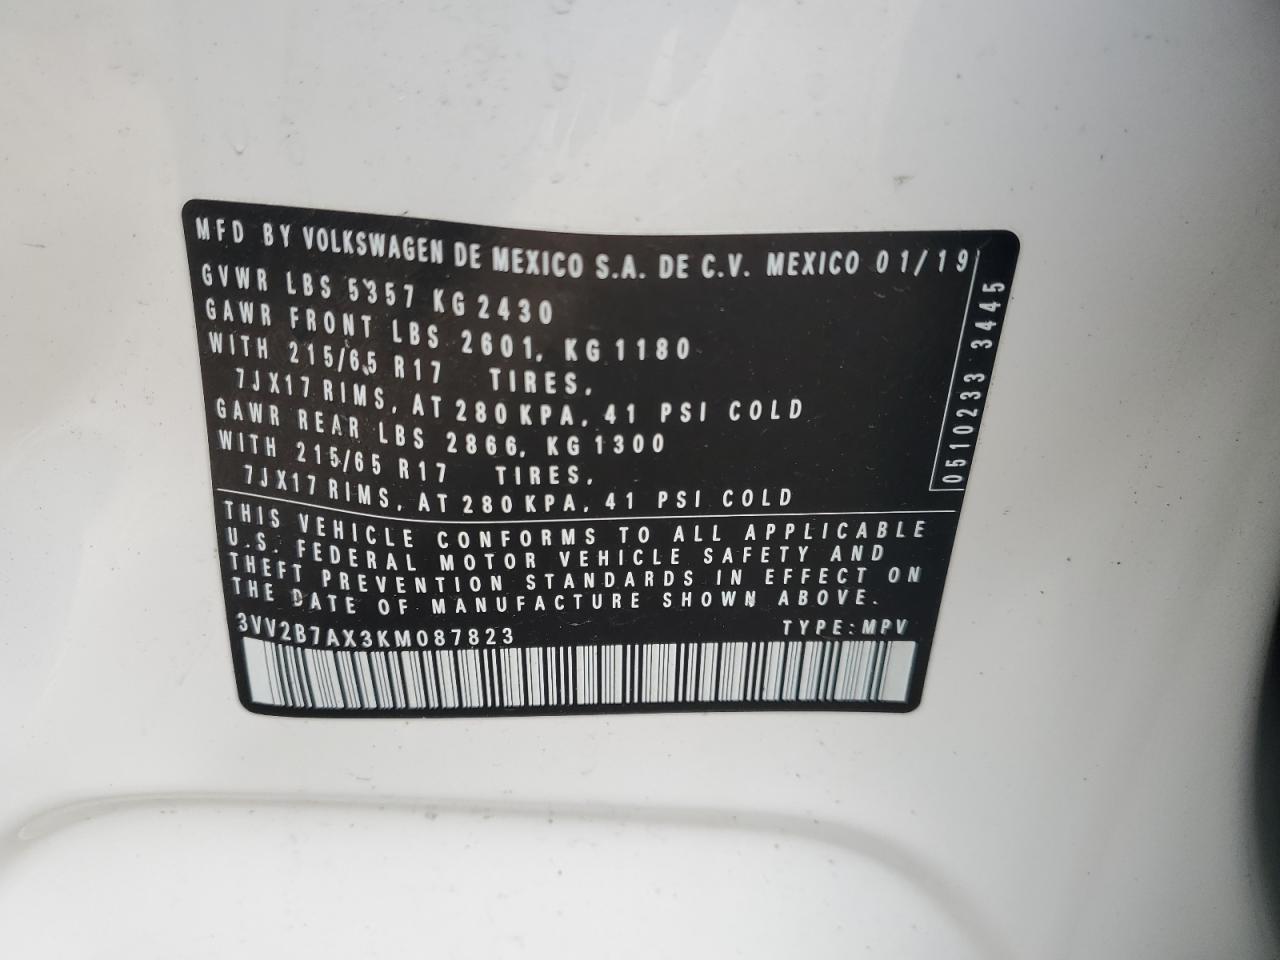 MFD BY VOLKSWAGEN DE MEXICO S.A. DE C.V. MEXICO 01/19
GVWR LBS 5357 KG 2430
GAWR FRONT LBS 2601, KG 1180
WITH 215/65 R17 TIRES,
7JX17 RIMS, AT 280 KPA, 41 PSI COLD
GAWR REAR LBS 2866, KG 1300
WITH 215/65 R17 TIRES,
7JX17 RIMS, AT 280 KPA, 41 PSI COLD
0510233 3445
THIS VEHICLE CONFORMS TO ALL APPLICABLE
U.S. FEDERAL MOTOR VEHICLE SAFETY AND
THEFT PREVENTION STANDARDS IN EFFECT ON
THE DATE OF MANUFACTURE SHOWN ABOVE.
3VV2B7AX3KM087823 TYPE: MPV